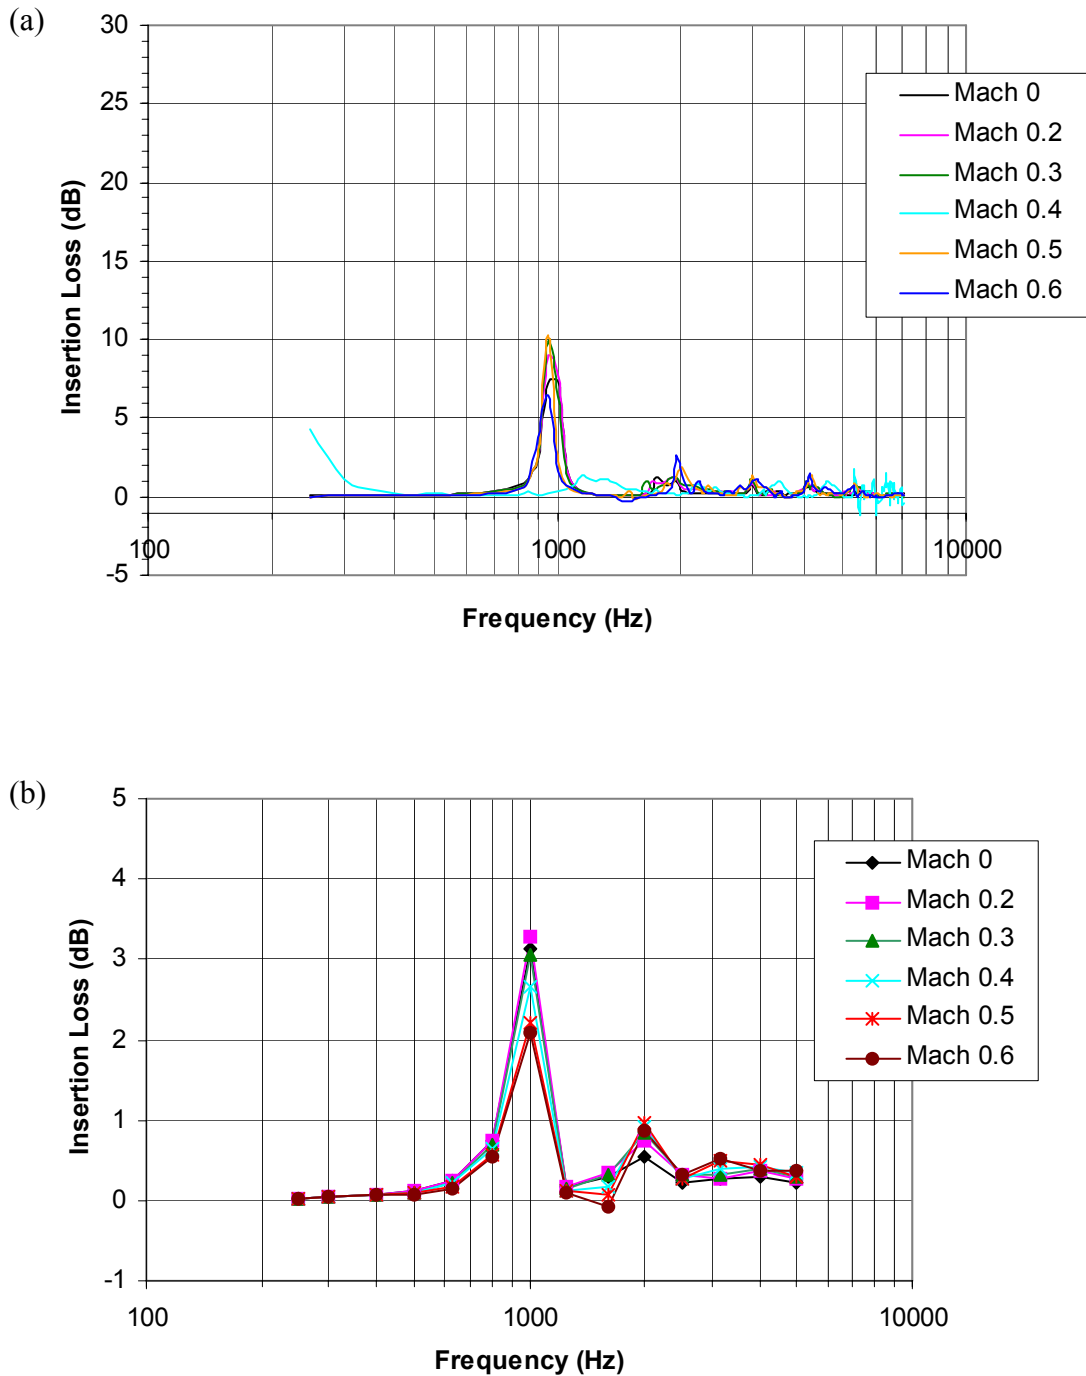 (a)
30
25
20
15
10
5
0
-5
Insertion Loss (dB)
100
1000
10000
Frequency (Hz)
Mach 0
Mach 0.2
Mach 0.3
Mach 0.4
Mach 0.5
Mach 0.6
(b)
5
4
3
2
1
0
-1
Insertion Loss (dB)
100
1000
10000
Frequency (Hz)
Mach 0
Mach 0.2
Mach 0.3
Mach 0.4
Mach 0.5
Mach 0.6